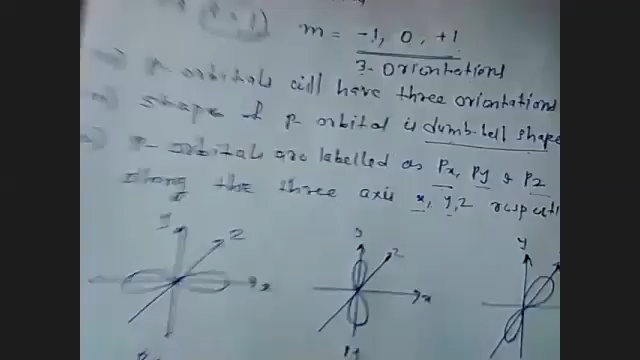 m = -1, 0, +1
3- Orientations
p- orbitals will have three orientations
shape of p- orbital is dumb-bell shape
p- orbitals are labelled as Px, Py & Pz
along the three axis x, y, z respecti
y
z
x
y
z
x
Py
y